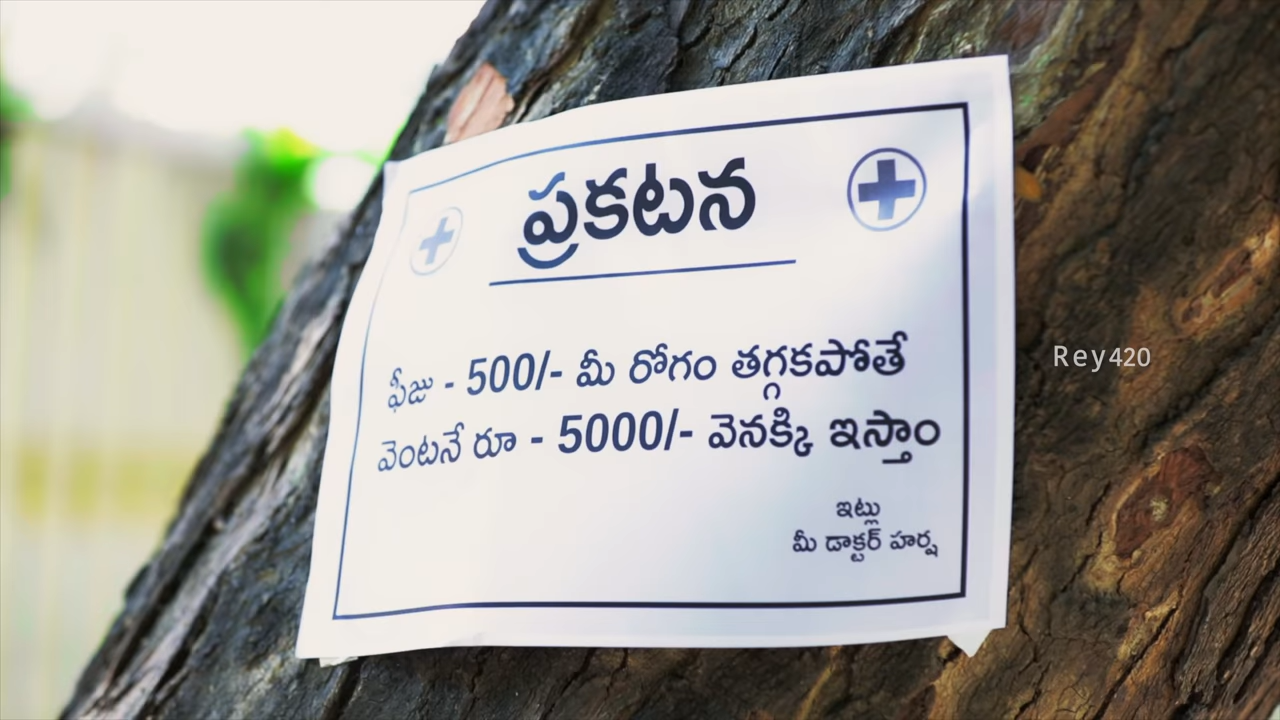 ప్రకటన
ఫీజు - 500/- మీ రోగం తగ్గకపోతే
వెంటనే రూ - 5000/- వెనక్కి ఇస్తాం
ఇట్లు
మీ డాక్టర్ హర్ష
Rey420